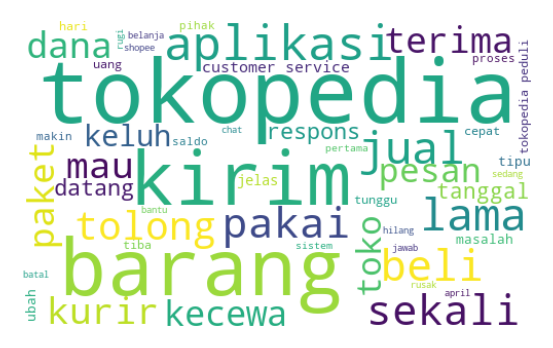 hari
rugi
belanja
shopee
pihak
dana
aplikasi
terima
proses
uang
customer service
tokopedia
tokopedia peduli
makin
keluh
saldo
chat
respons
pertama
cepat
jual
paket
mau
datang
kirim
jelas
pesan
tipu
sedang
tanggal
bantu
tunggu
tolong
pakai
toko
hilang
lama
jawab
masalah
tiba
sistem
barang
beli
batal
ubah
kurir
kecewa
rusak
april
sekali